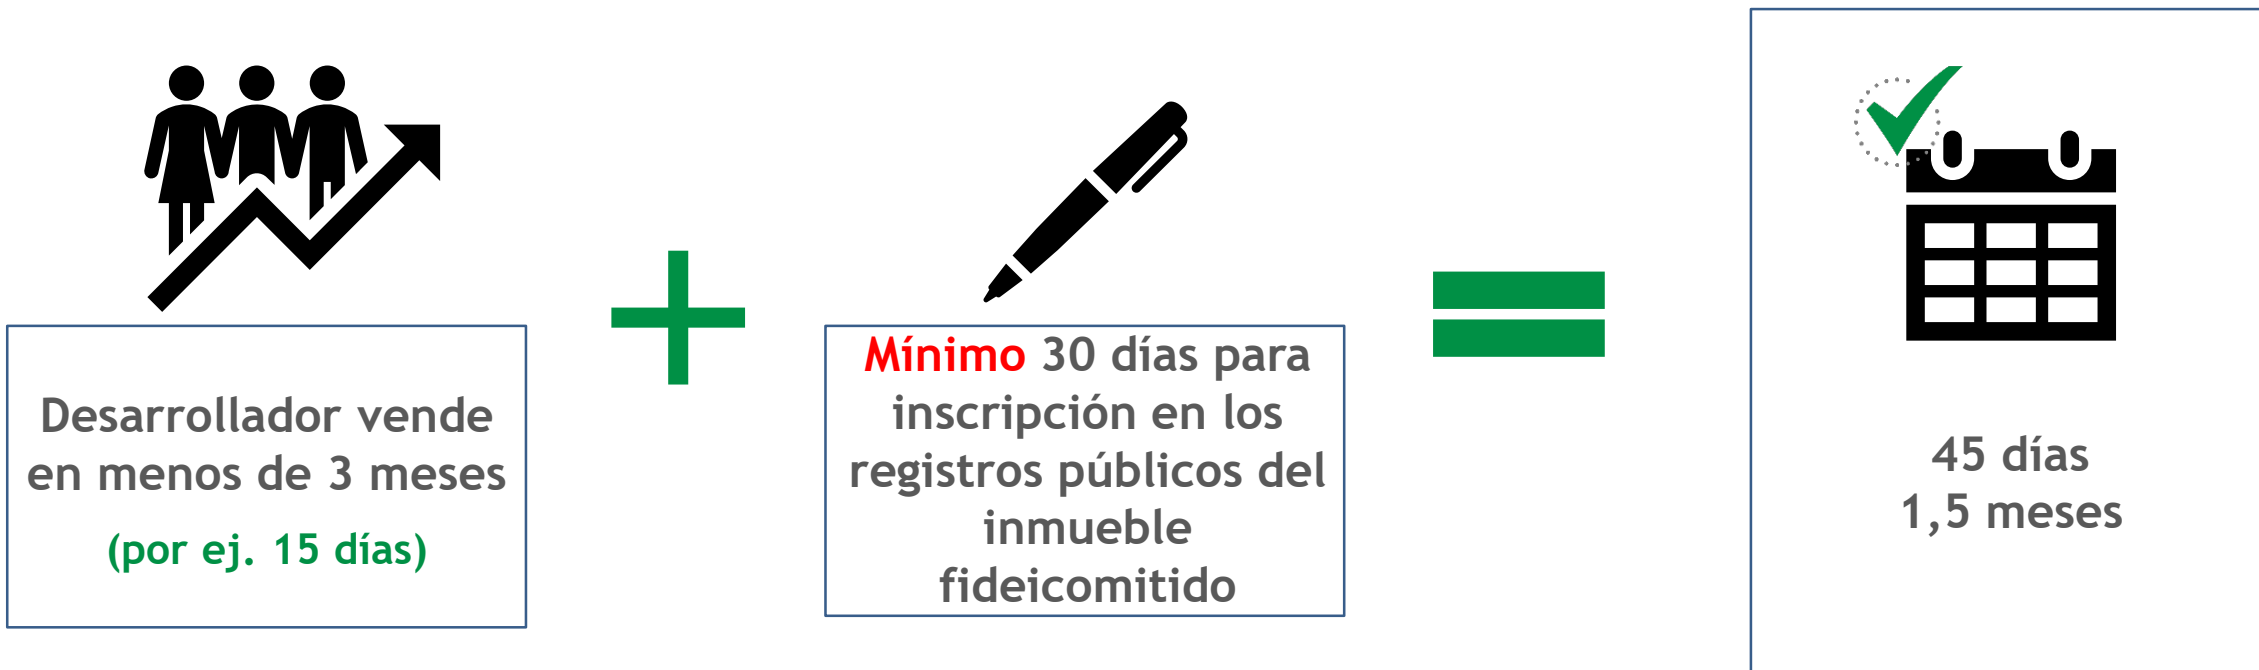 Desarrollador vende
en menos de 3 meses
(por ej. 15 días)
Mínimo 30 días para
inscripción en los
registros públicos del
inmueble
fideicomitido
45 días
1,5 meses